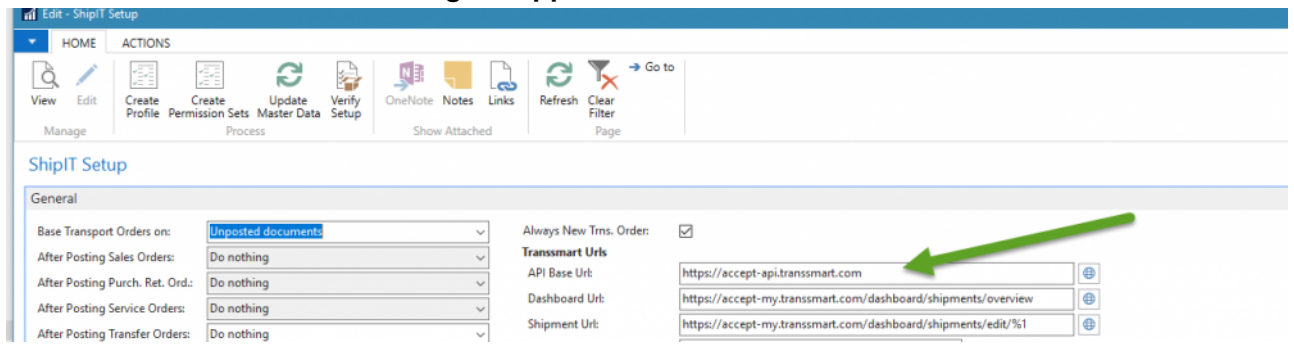 Edit - ShipIT Setup
HOME ACTIONS
View Edit Create Profile Create Permission Sets Update Master Data Verify Setup OneNote Notes Links Refresh Clear Filter Go to
Manage Process Show Attached Page
ShipIT Setup
General
Base Transport Orders on: Unposted documents Always New Trns. Order:
After Posting Sales Orders: Do nothing Transsmart Urls
API Base Url: https://accept-api.transsmart.com
After Posting Purch. Ret. Ord.: Do nothing
Dashboard Url: https://accept-my.transsmart.com/dashboard/shipments/overview
After Posting Service Orders: Do nothing
Shipment Url: https://accept-my.transsmart.com/dashboard/shipments/edit/%1
After Posting Transfer Orders: Do nothing